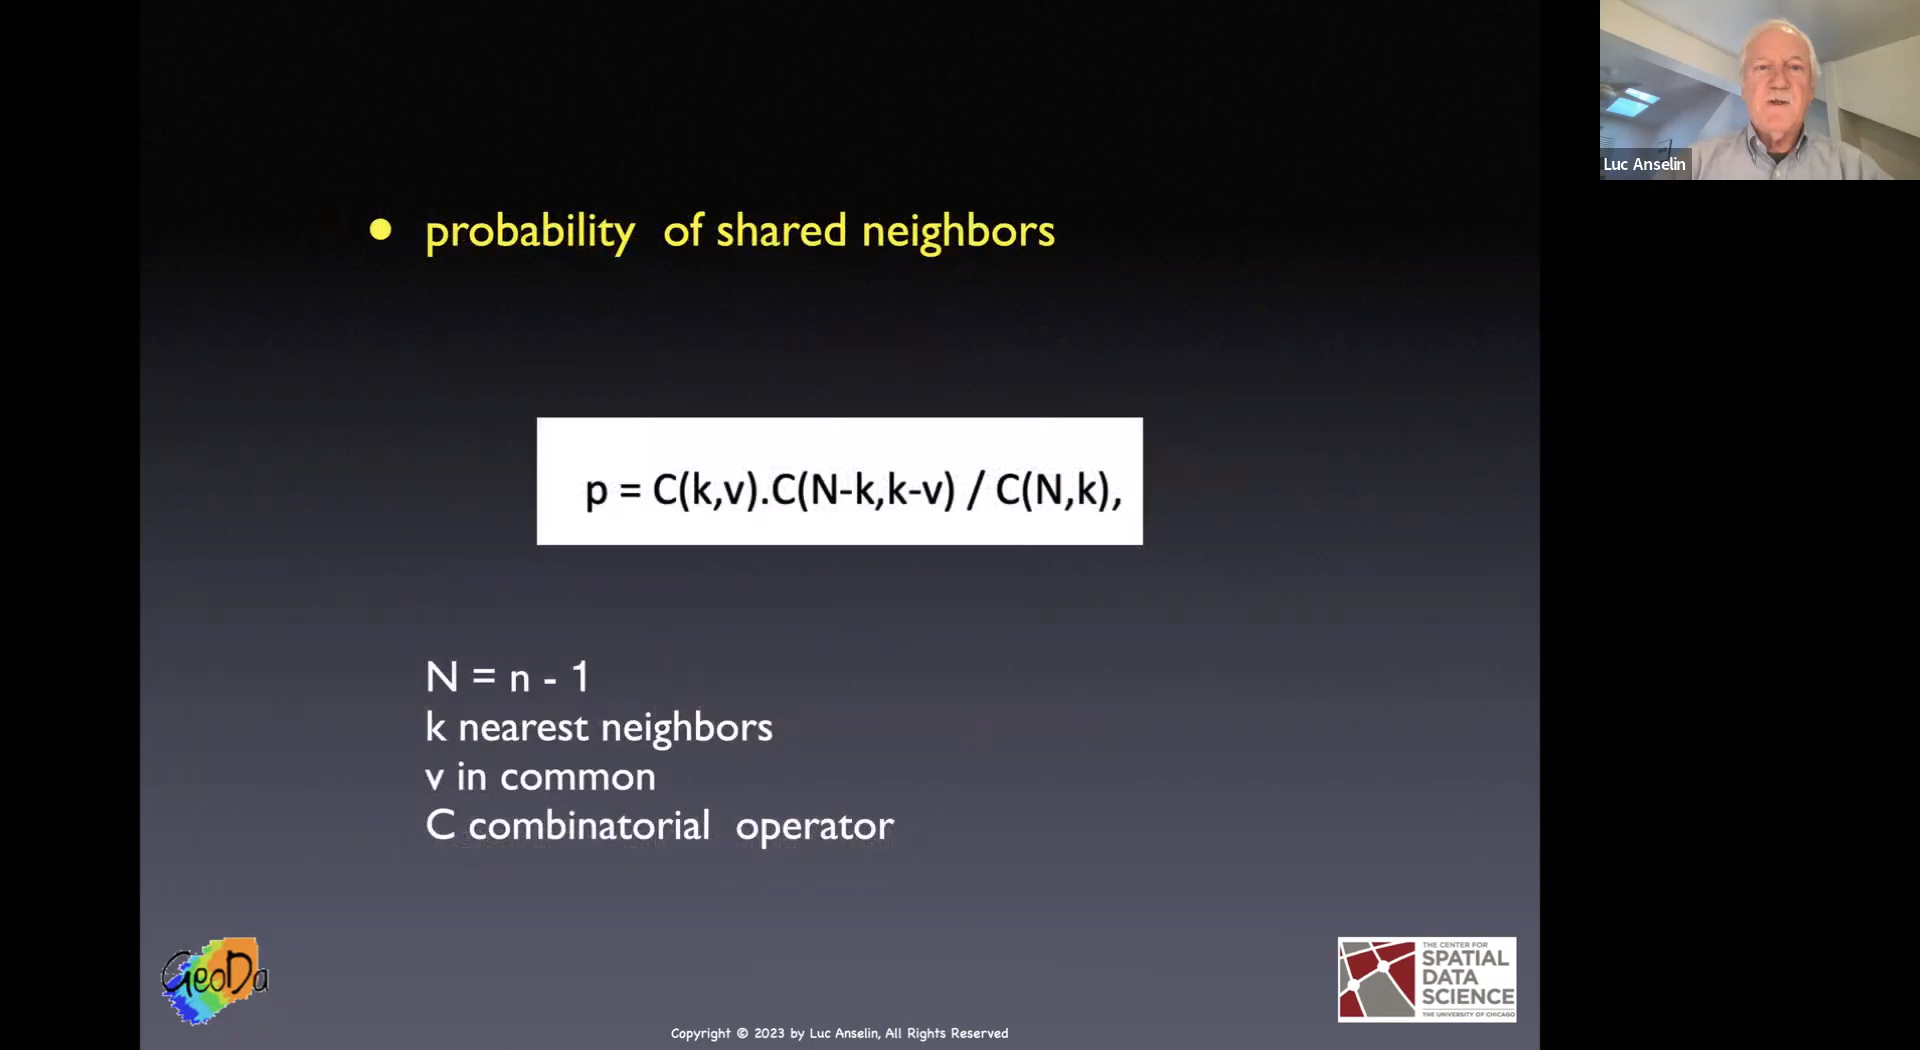 Luc Anselin
probability of shared neighbors
p = C(k,v).C(N-k,k-v) / C(N,k),
N = n - 1
k nearest neighbors
v in common
C combinatorial operator
GeoDa
THE CENTER FOR
SPATIAL
DATA
SCIENCE
THE UNIVERSITY OF CHICAGO
Copyright © 2023 by Luc Anselin, All Rights Reserved